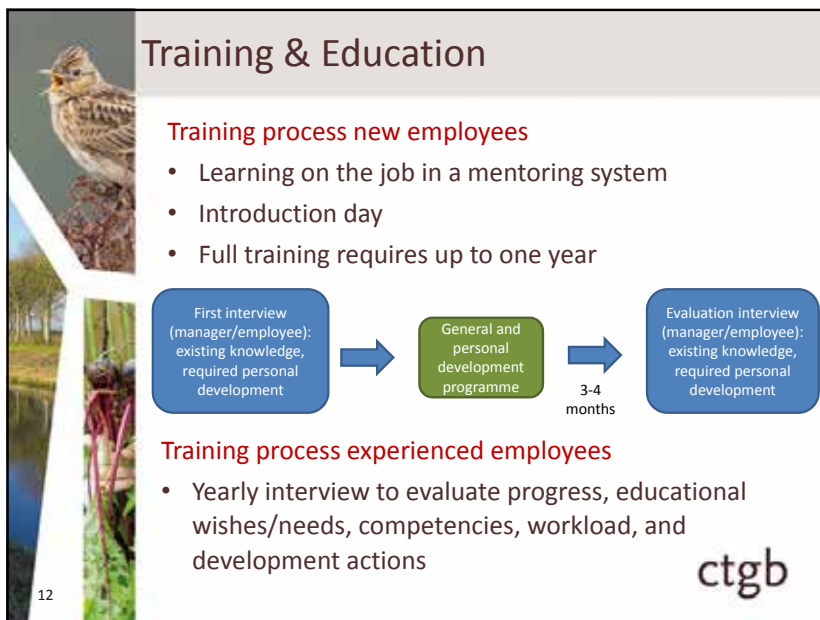 Training & Education
Training process new employees
• Learning on the job in a mentoring system
• Introduction day
• Full training requires up to one year
First interview
(manager/employee):
existing knowledge,
required personal
development
General and
personal
development
programme
3-4
months
Evaluation interview
(manager/employee):
existing knowledge,
required personal
development
Training process experienced employees
• Yearly interview to evaluate progress, educational
wishes/needs, competencies, workload, and
development actions
ctgb
12